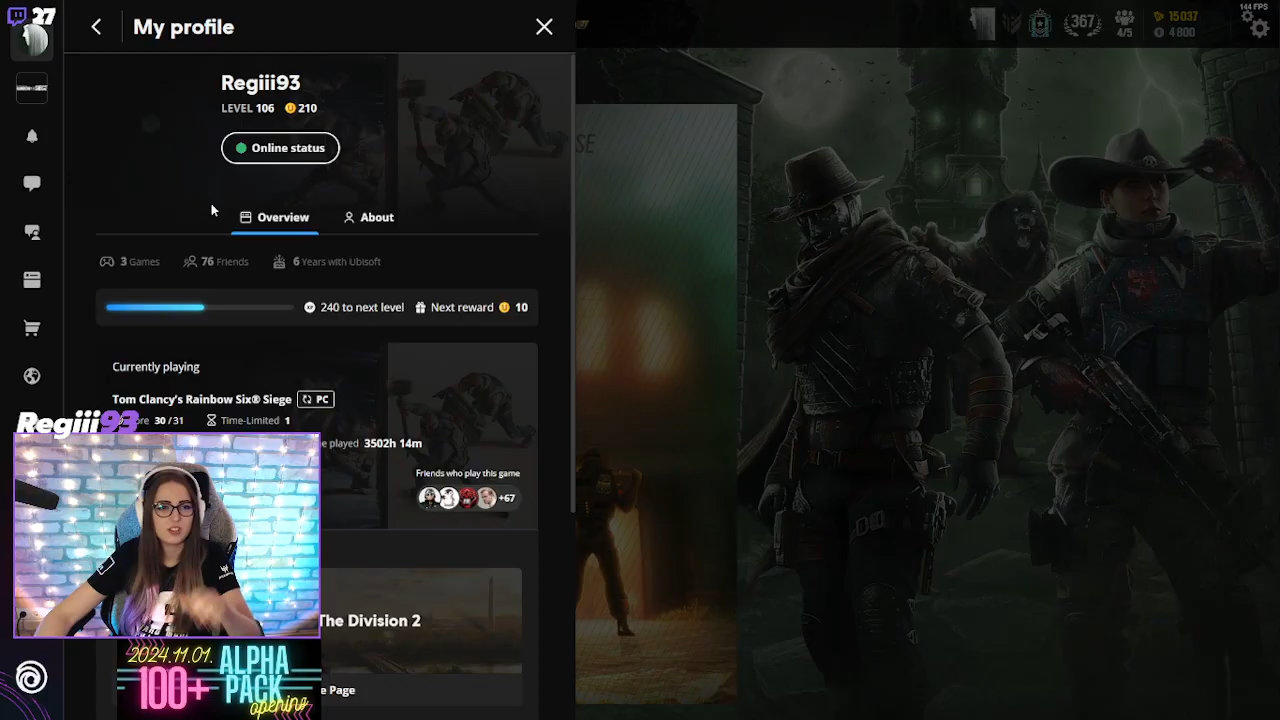 27
My profile
144 FPS
367
4/5
15 037
4 800
Regiii93
LEVEL 106 210
Online status
SE
Overview
About
3 Games
76 Friends
6 Years with Ubisoft
240 to next level
Next reward 10
Currently playing
Tom Clancy's Rainbow Six® Siege PC
30/31
Time-Limited 1
Regiii93
played 3502h 14m
Friends who play this game
+67
The Division 2
2024.11.01.
100+
ALPHA
PACK
opening
Page